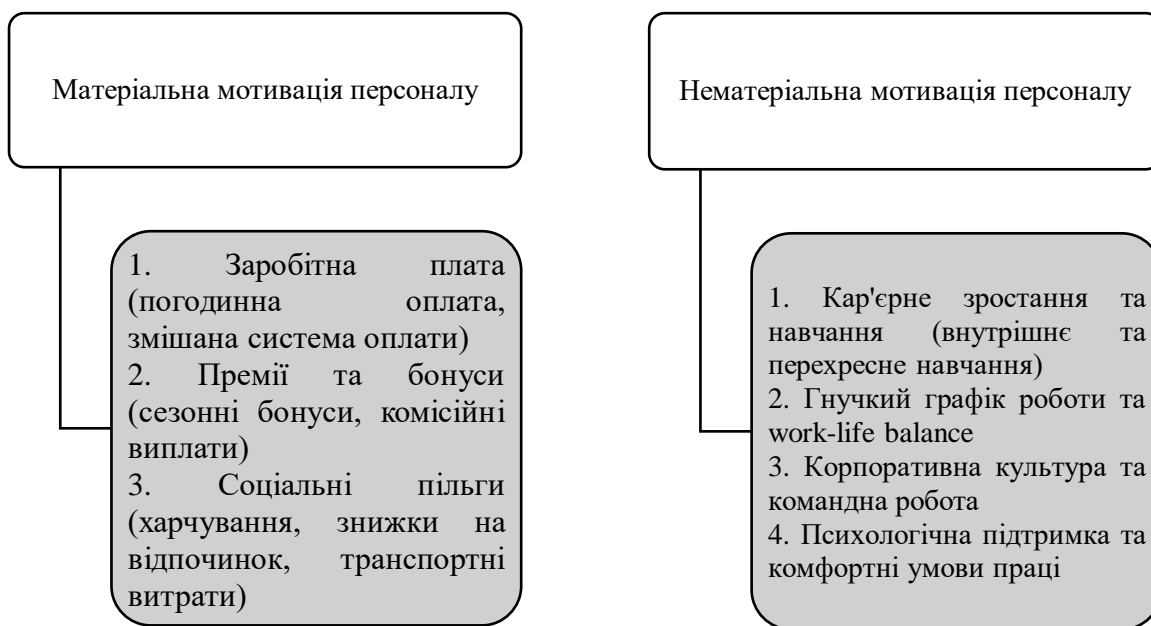 Матеріальна мотивація персоналу
1. Заробітна плата
(погодинна оплата,
змішана система оплати)
2. Премії та бонуси
(сезонні бонуси, комісійні
виплати)
3. Соціальні пільги
(харчування, знижки на
відпочинок, транспортні
витрати)
Нематеріальна мотивація персоналу
1. Кар'єрне зростання та
навчання (внутрішнє та
перехресне навчання)
2. Гнучкий графік роботи та
work-life balance
3. Корпоративна культура та
командна робота
4. Психологічна підтримка та
комфортні умови праці